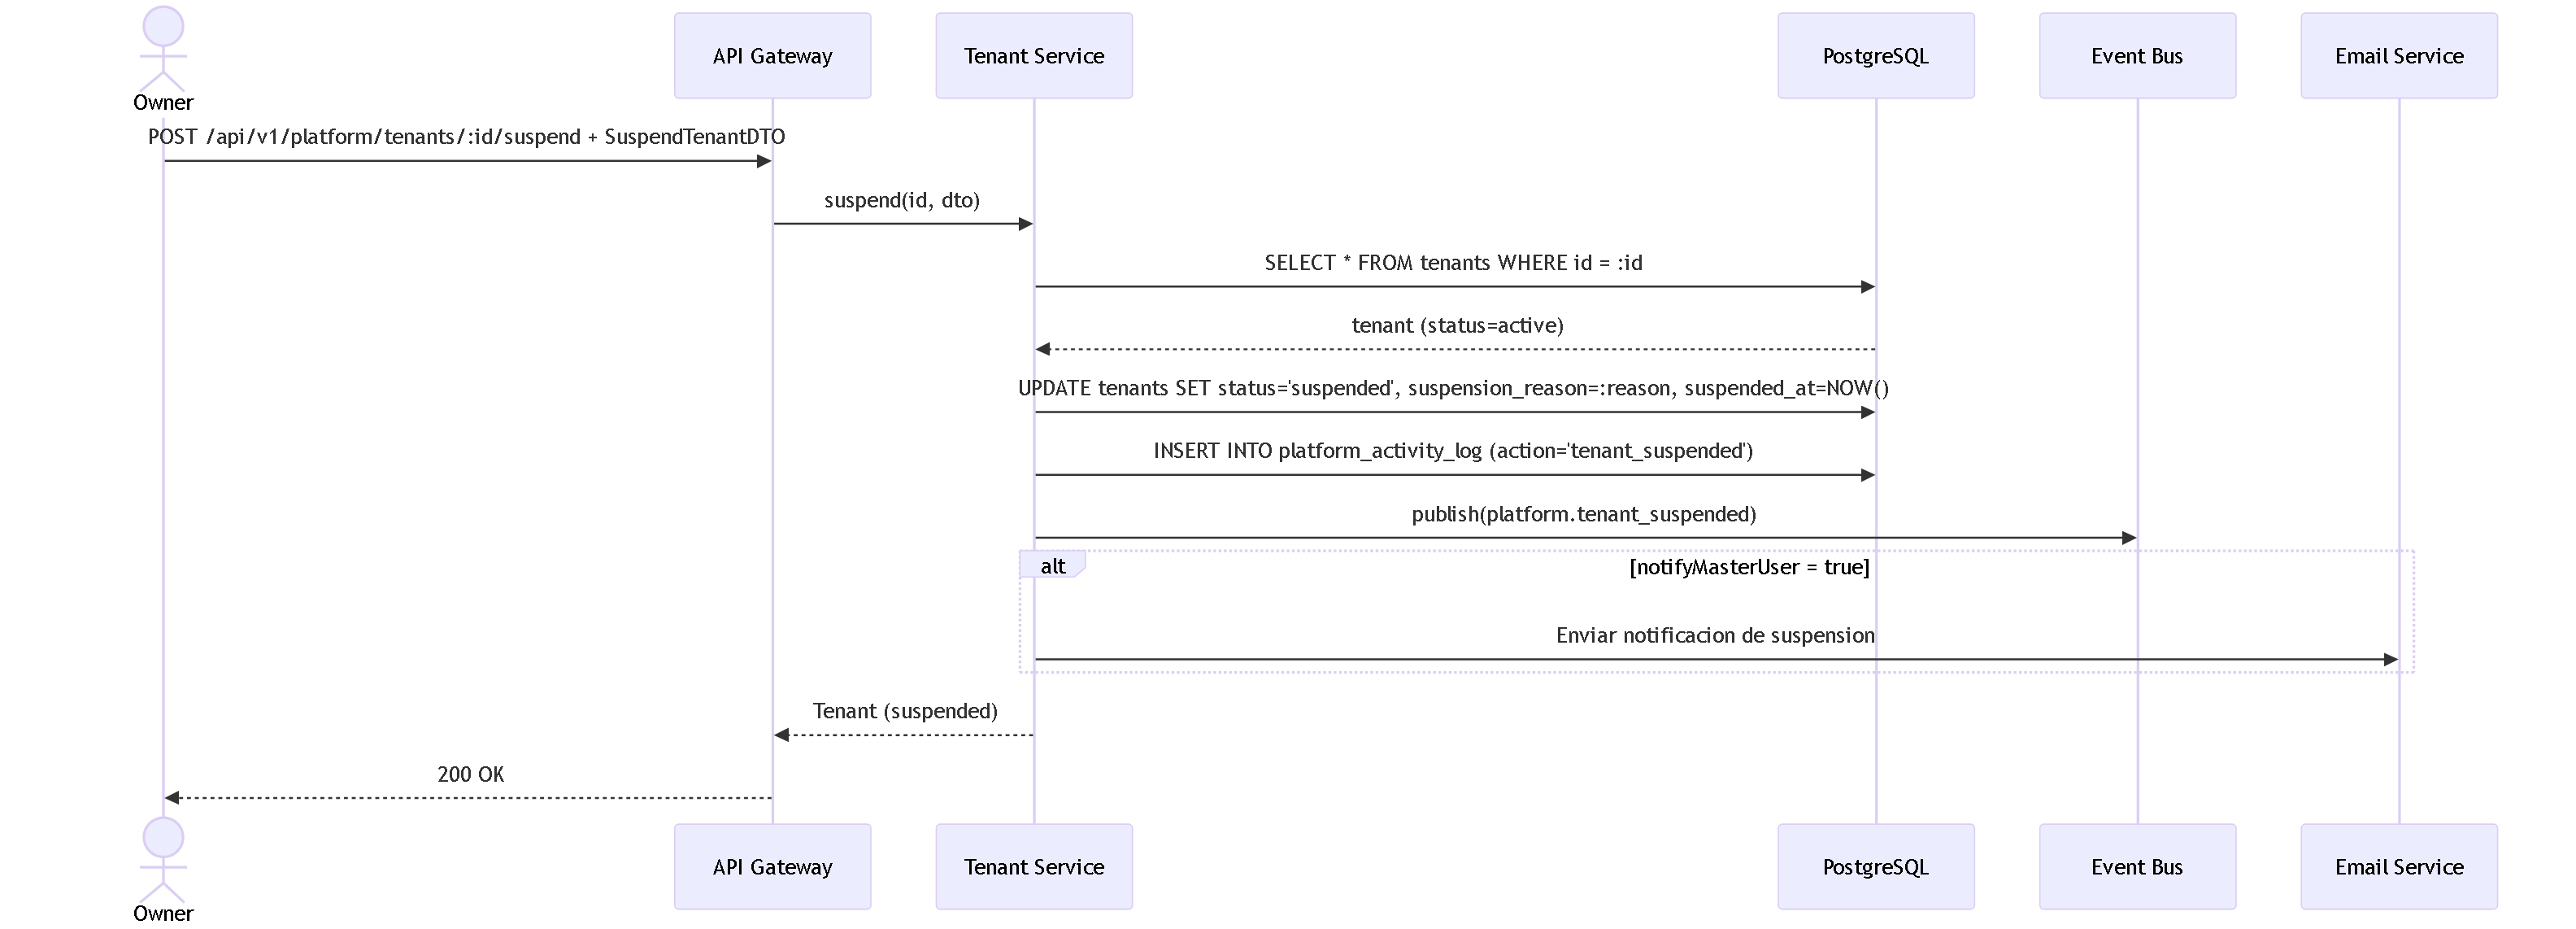 Owner
API Gateway
Tenant Service
PostgreSQL
Event Bus
Email Service
POST /api/v1/platform/tenants/:id/suspend + SuspendTenantDTO
suspend(id, dto)
SELECT * FROM tenants WHERE id = :id
tenant (status=active)
UPDATE tenants SET status='suspended', suspension_reason=:reason, suspended_at=NOW()
INSERT INTO platform_activity_log (action='tenant_suspended')
publish(platform.tenant_suspended)
alt
[notifyMasterUser = true]
Enviar notificacion de suspension
Tenant (suspended)
200 OK
Owner
API Gateway
Tenant Service
PostgreSQL
Event Bus
Email Service